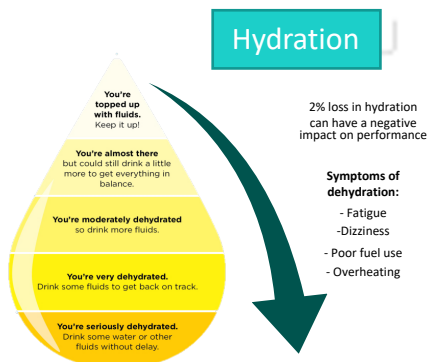 Hydration
You're
topped up
with fluids.
Keep it up!
You're almost there
but could still drink a little
more to get everything in
balance.
You're moderately dehydrated
so drink more fluids.
You're very dehydrated.
Drink some fluids to get back on track.
You're seriously dehydrated.
Drink some water or other
fluids without delay.
2% loss in hydration
can have a negative
impact on performance
Symptoms of
dehydration:
- Fatigue
-Dizziness
- Poor fuel use
- Overheating